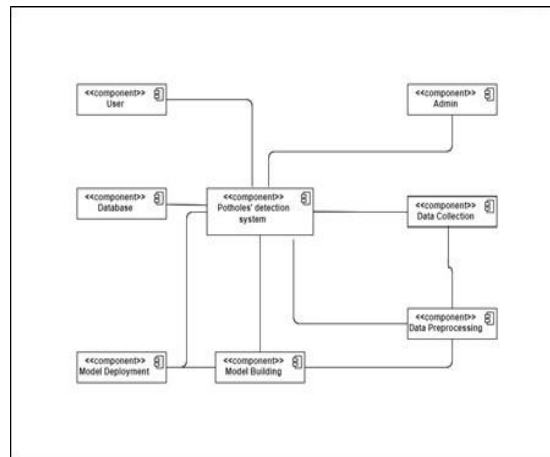 <<component>>
User
<<component>>
Admin
<<component>>
Database
<<component>>
Potholes' detection
system
<<component>>
Data Collection
<<component>>
Data Preprocessing
<<component>>
Model Deployment
<<component>>
Model Building